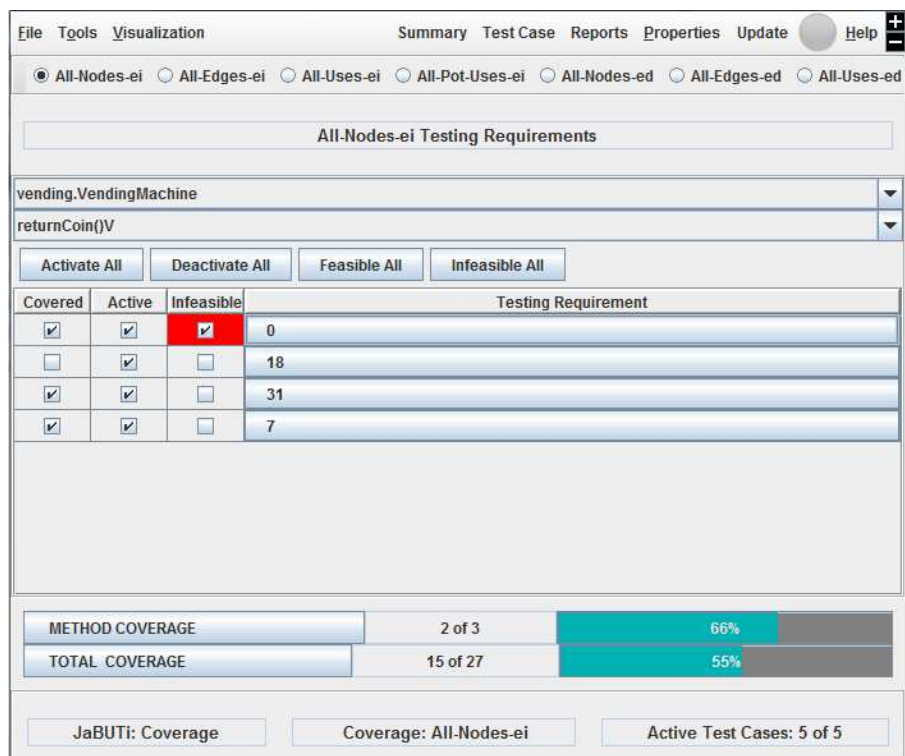 File Tools Visualization Summary Test Case Reports Properties Update Help
All-Nodes-ei All-Edges-ei All-Uses-ei All-Pot-Uses-ei All-Nodes-ed All-Edges-ed All-Uses-ed
All-Nodes-ei Testing Requirements
vending.VendingMachine
returnCoin()V
Activate All Deactivate All Feasible All Infeasible All
Covered Active Infeasible Testing Requirement
0
18
31
7
METHOD COVERAGE 2 of 3 66%
TOTAL COVERAGE 15 of 27 55%
JaBUTi: Coverage Coverage: All-Nodes-ei Active Test Cases: 5 of 5